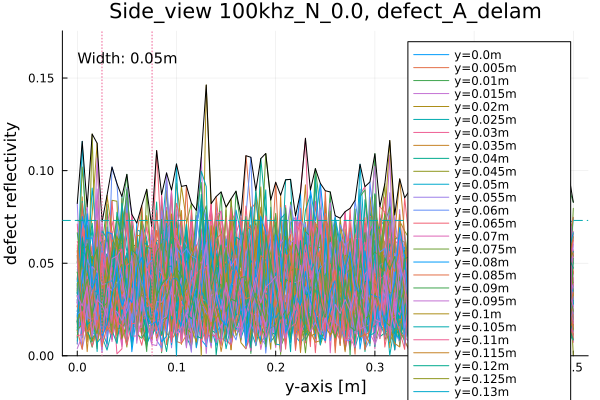 Side_view 100khz_N_0.0, defect_A_delam
Width: 0.05m
defect reflectivity
0.15
0.10
0.05
0.00
0.0
0.1
0.2
0.3
.5
y-axis [m]
y=0.0m
y=0.005m
y=0.01m
y=0.015m
y=0.02m
y=0.025m
y=0.03m
y=0.035m
y=0.04m
y=0.045m
y=0.05m
y=0.055m
y=0.06m
y=0.065m
y=0.07m
y=0.075m
y=0.08m
y=0.085m
y=0.09m
y=0.095m
y=0.1m
y=0.105m
y=0.11m
y=0.115m
y=0.12m
y=0.125m
y=0.13m